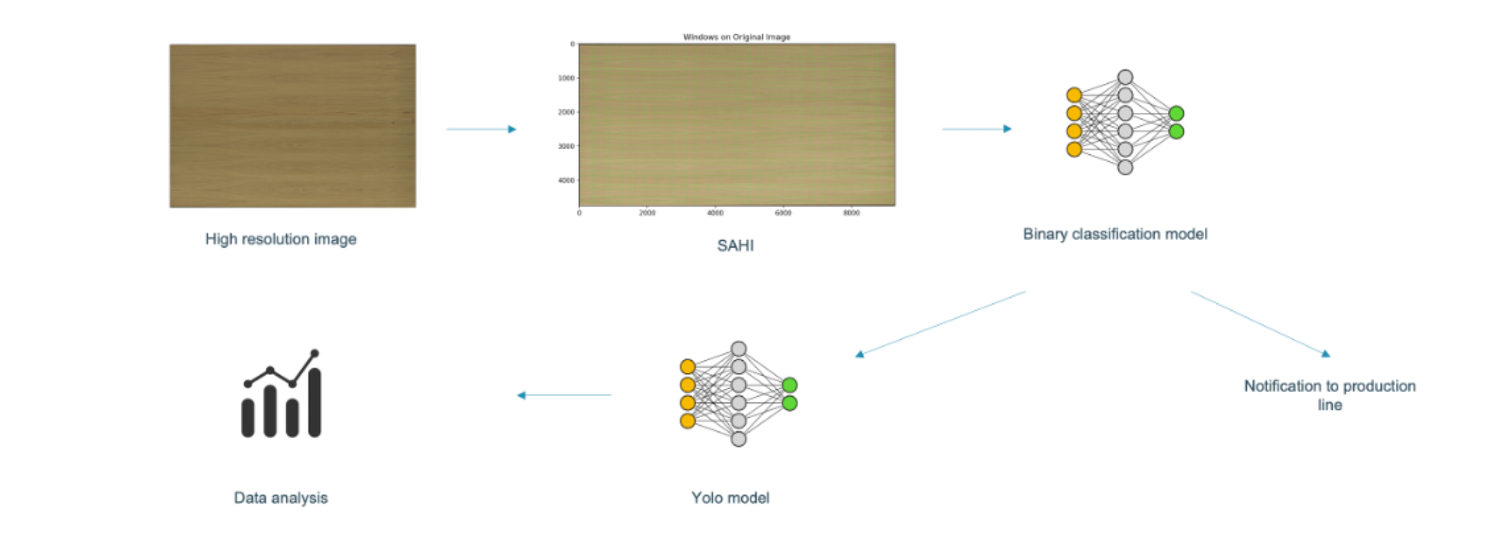 Windows on Original Image
0
1000
2000
3000
4000
0 2000 4000 6000 8000
High resolution image
SAHI
Binary classification model
Notification to production
line
Data analysis
Yolo model